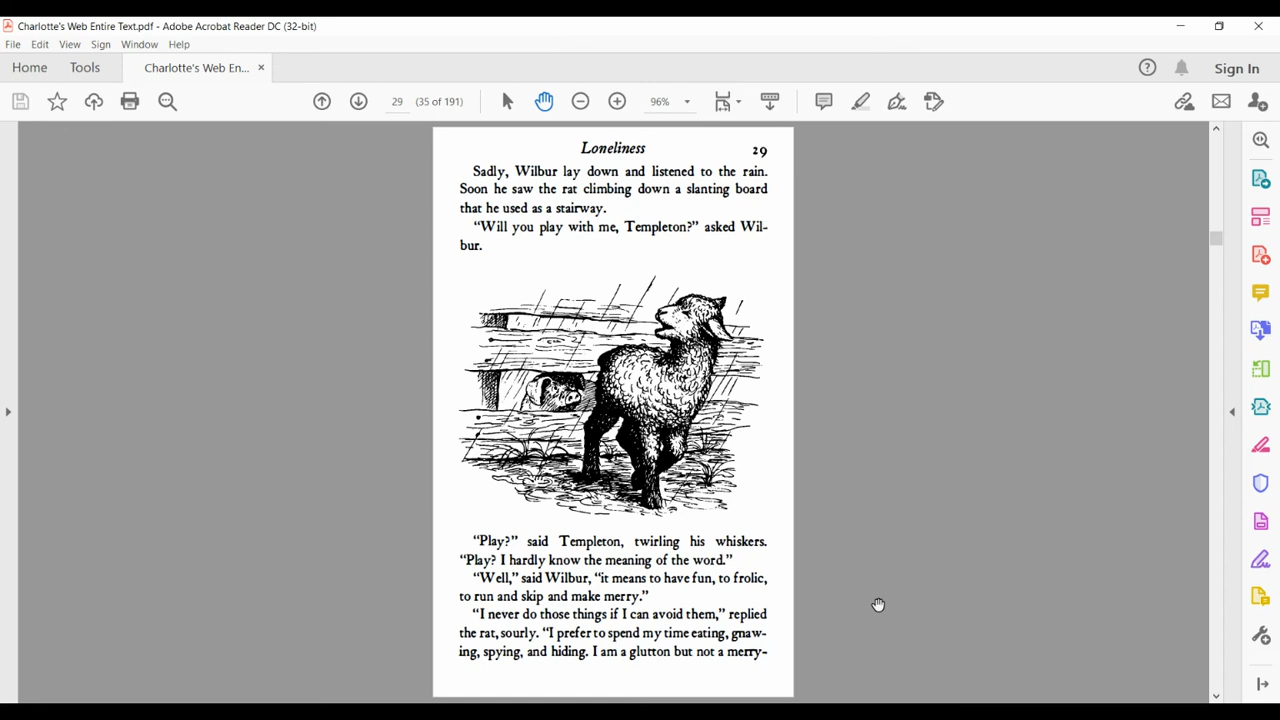 Charlotte's Web Entire Text.pdf - Adobe Acrobat Reader DC (32-bit)
File Edit View Sign Window Help
Home Tools Charlotte's Web En... × Sign In
29 (35 of 191) 96%
Loneliness 29
Sadly, Wilbur lay down and listened to the rain.
Soon he saw the rat climbing down a slanting board
that he used as a stairway.
"Will you play with me, Templeton?" asked Wil-
bur.
"Play?" said Templeton, twirling his whiskers.
"Play? I hardly know the meaning of the word."
"Well," said Wilbur, "it means to have fun, to frolic,
to run and skip and make merry."
"I never do those things if I can avoid them," replied
the rat, sourly. "I prefer to spend my time eating, gnaw-
ing, spying, and hiding. I am a glutton but not a merry-